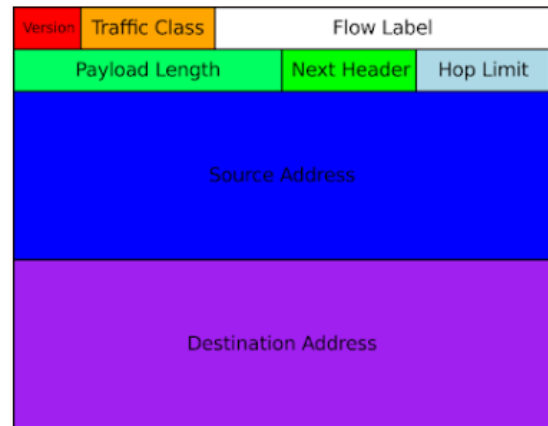 Version Traffic Class Flow Label
Payload Length Next Header Hop Limit
Source Address
Destination Address